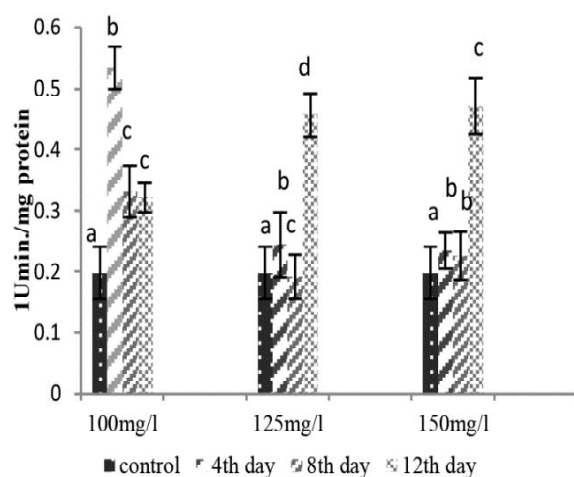 1Umin./mg protein
0.6
0.5
0.4
0.3
0.2
0.1
0
a
b
c
c
a
b
c
d
a
b
b
c
100mg/l
125mg/l
150mg/l
control
4th day
8th day
12th day